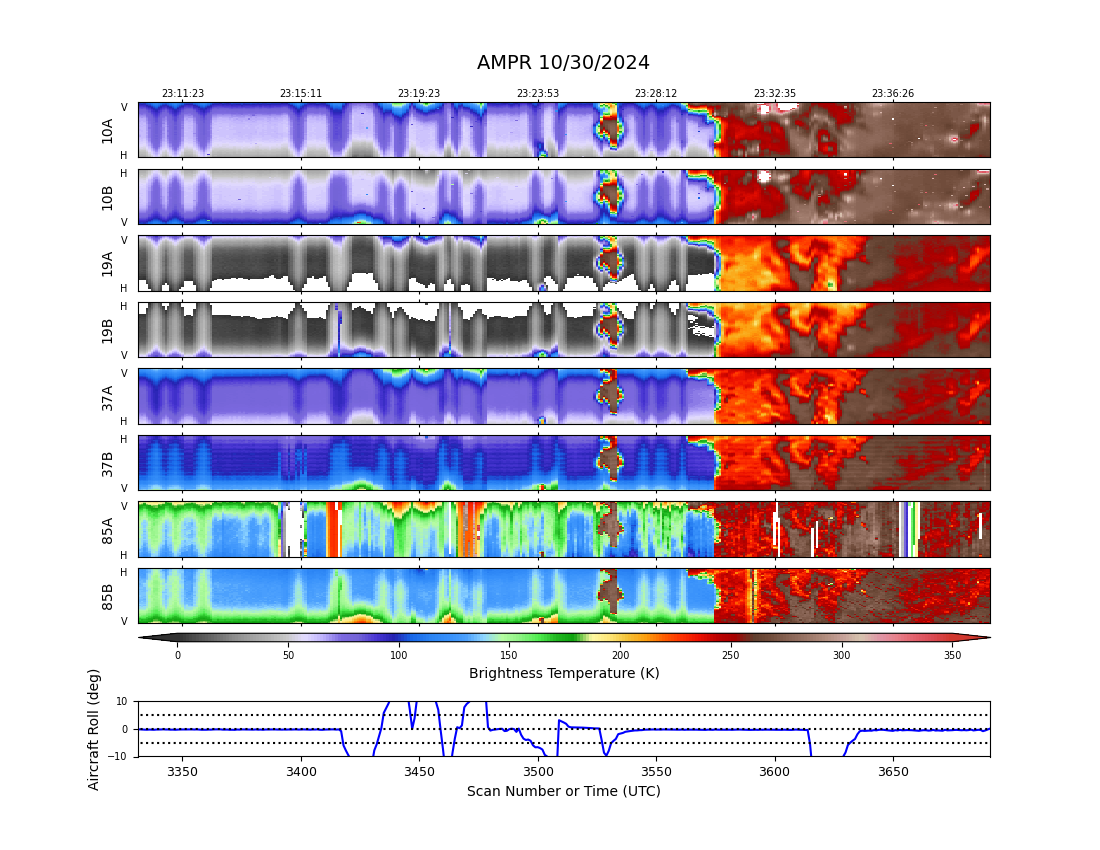 AMPR 10/30/2024
23:11:23 23:15:11 23:19:23 23:23:53 23:28:12 23:32:35 23:36:26
V
10A
H
H
10B
V
V
19A
H
H
19B
V
V
37A
H
H
37B
V
V
85A
H
H
85B
V
0 50 100 150 200 250 300 350
Brightness Temperature (K)
Aircraft Roll (deg)
10
0
−10
3350 3400 3450 3500 3550 3600 3650
Scan Number or Time (UTC)